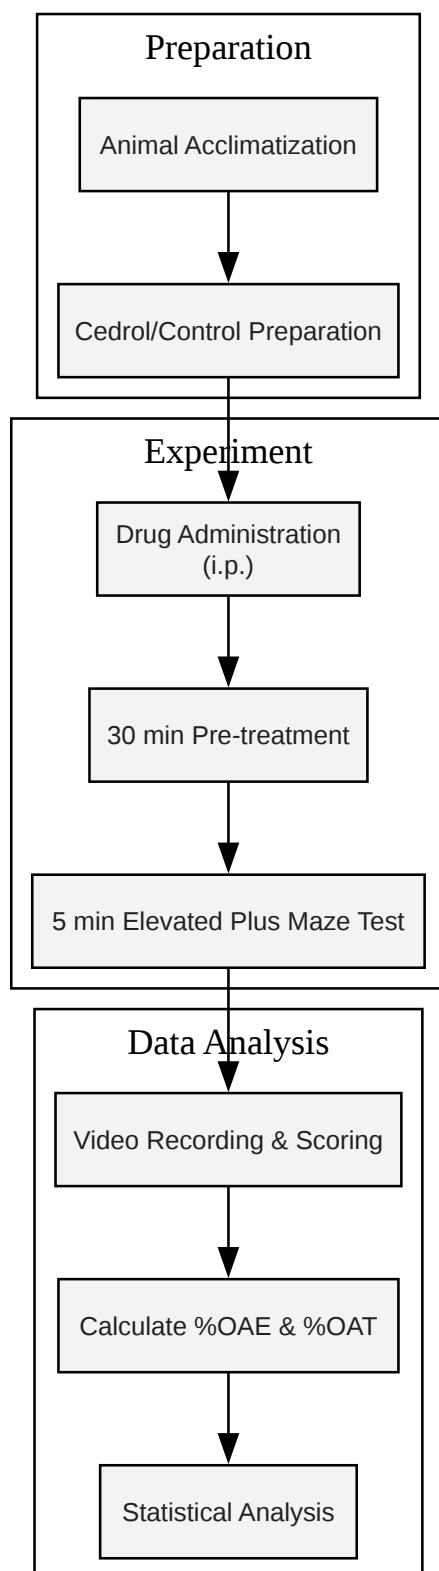 Preparation
Animal Acclimatization
Cedrol/Control Preparation
Experiment
Drug Administration
(i.p.)
30 min Pre-treatment
5 min Elevated Plus Maze Test
Data Analysis
Video Recording & Scoring
Calculate %OAE & %OAT
Statistical Analysis